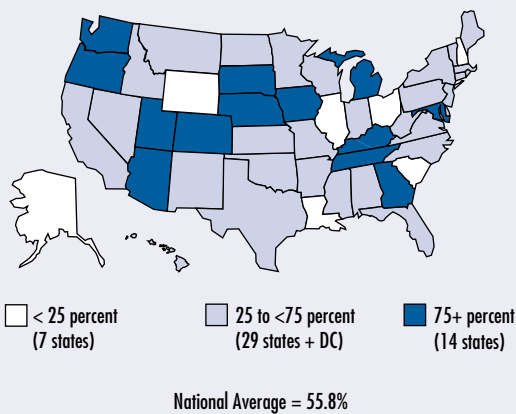 < 25 percent
(7 states)
25 to <75 percent
(29 states + DC)
75+ percent
(14 states)
National Average = 55.8%